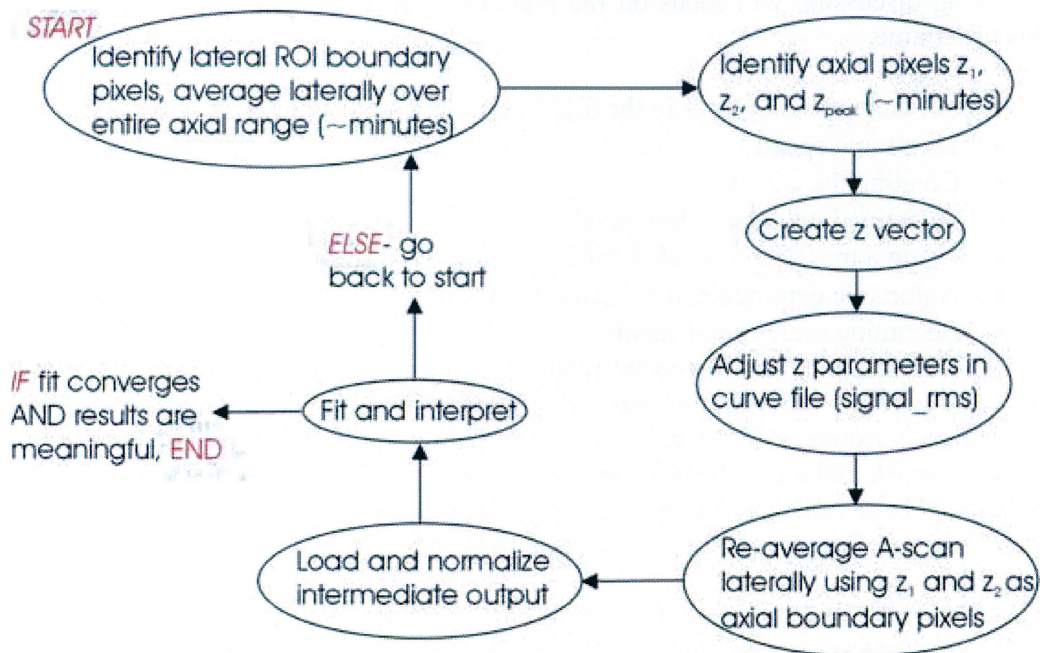 START
Identify lateral ROI boundary
pixels, average laterally over
entire axial range (~minutes)
Identify axial pixels z₁,
z₂, and z_peak (~minutes)
Create z vector
Adjust z parameters in
curve file (signal_rms)
Re-average A-scan
laterally using z₁ and z₂ as
axial boundary pixels
Load and normalize
intermediate output
Fit and interpret
IF fit converges
AND results are
meaningful, END
ELSE- go
back to start